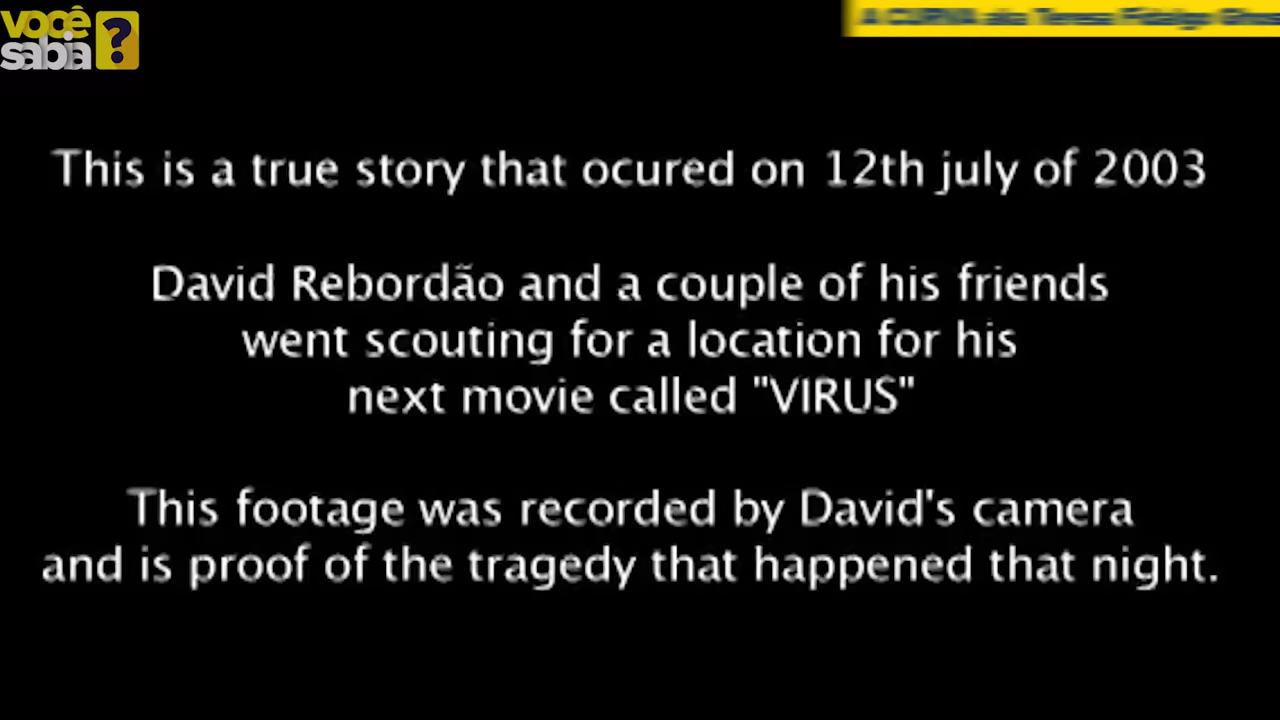 você
sabia?
This is a true story that ocured on 12th july of 2003
David Rebordão and a couple of his friends
went scouting for a location for his
next movie called "VIRUS"
This footage was recorded by David's camera
and is proof of the tragedy that happened that night.